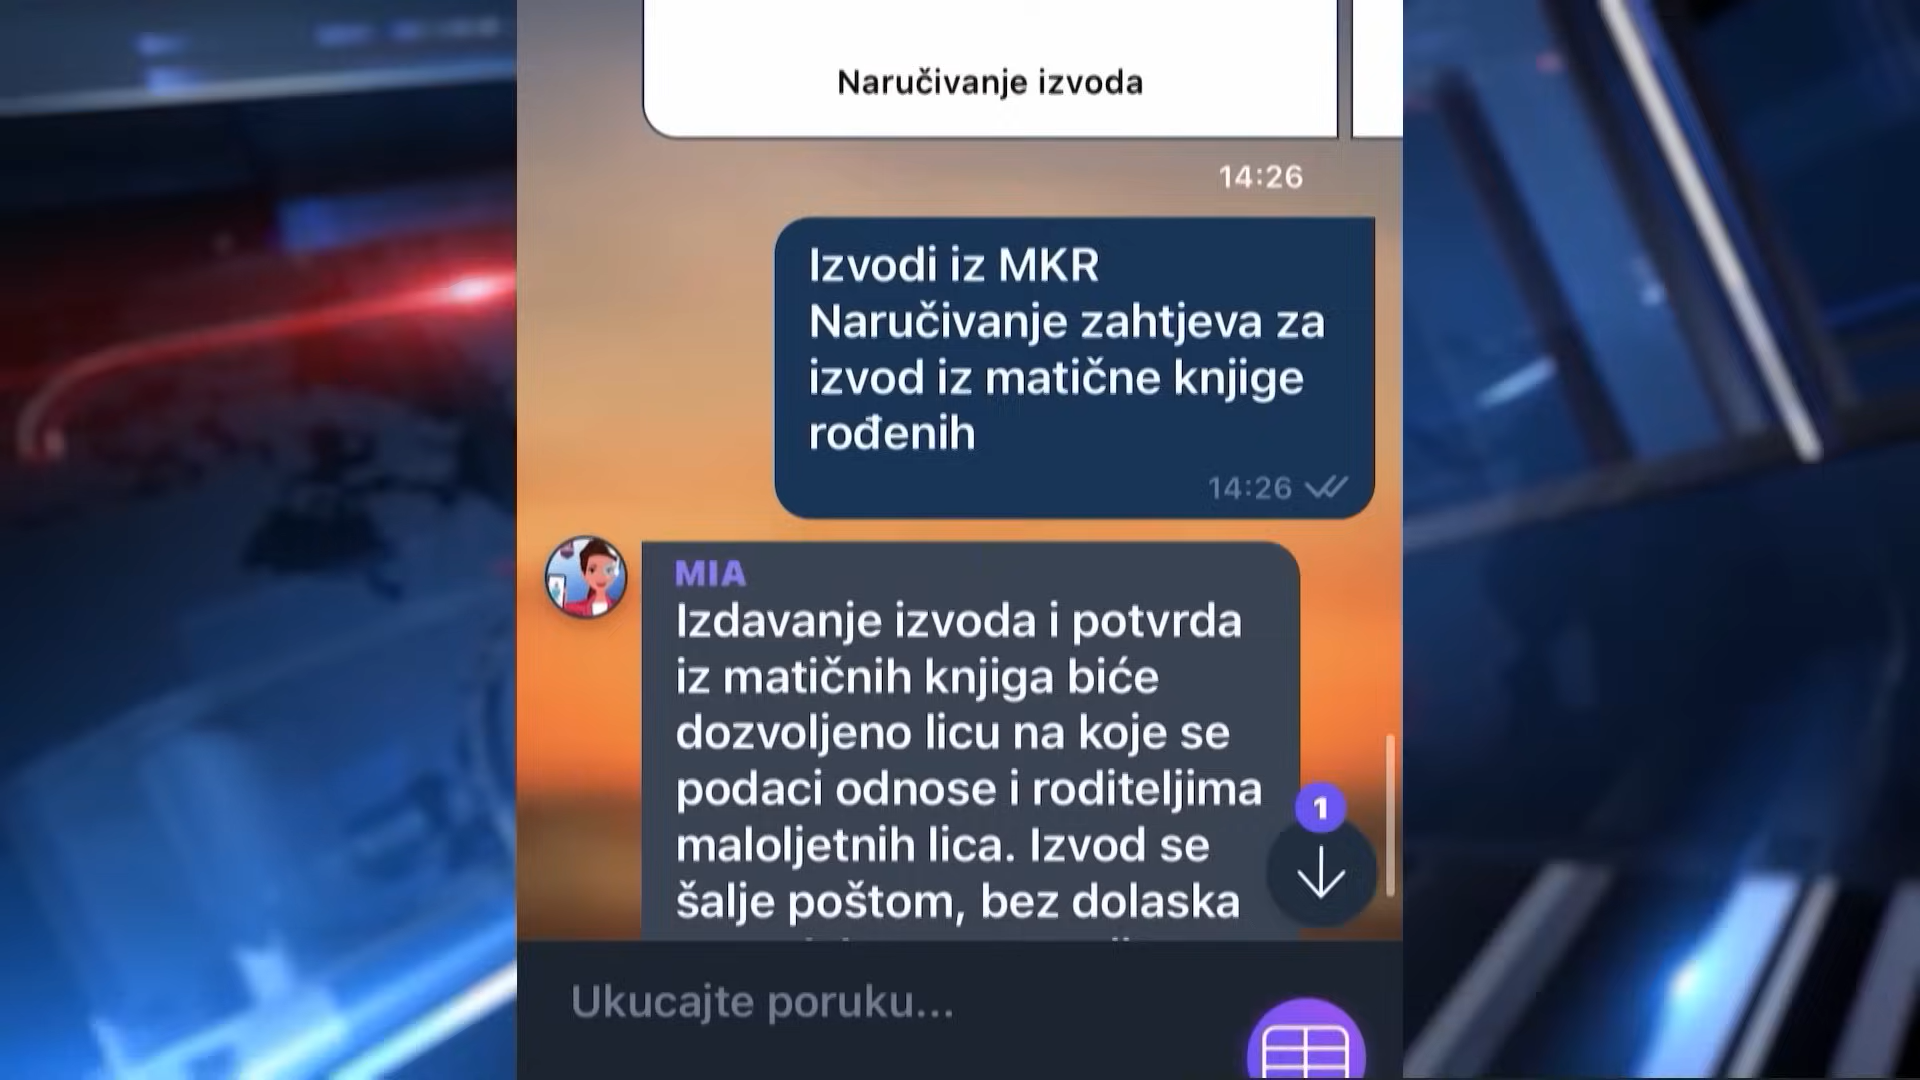 Naručivanje izvoda
14:26
Izvodi iz MKR
Naručivanje zahtjeva za
izvod iz matične knjige
rođenih
14:26
MIA
Izdavanje izvoda i potvrda
iz matičnih knjiga biće
dozvoljeno licu na koje se
podaci odnose i roditeljima
maloljetnih lica. Izvod se
šalje poštom, bez dolaska
1
Ukucajte poruku...